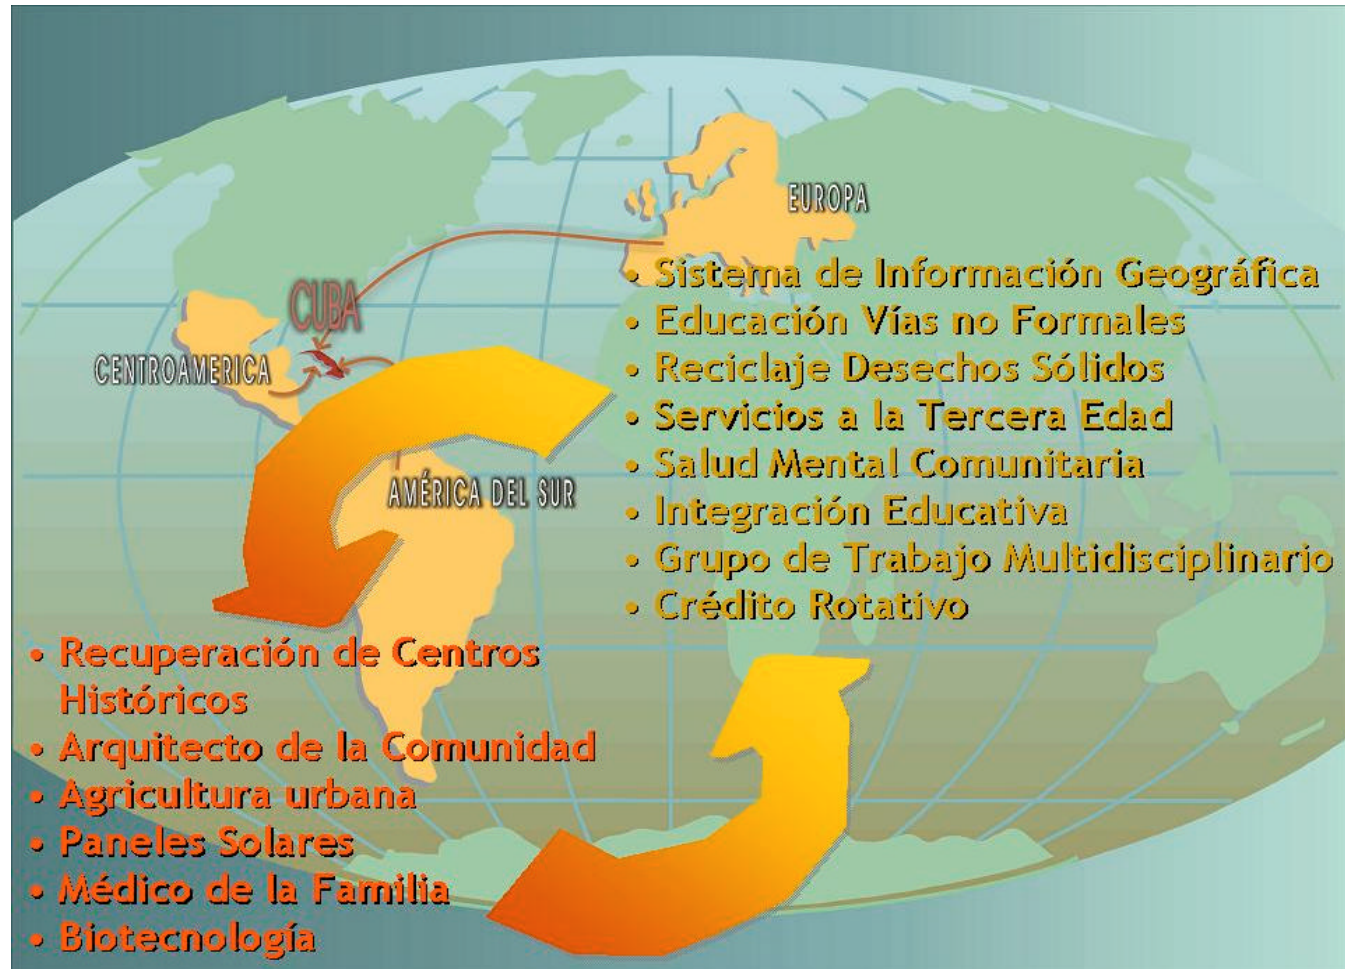 EUROPA
CUBA
CENTROAMERICA
AMÉRICA DEL SUR
• Sistema de Información Geográfica
• Educación Vías no Formales
• Reciclaje Desechos Sólidos
• Servicios a la Tercera Edad
• Salud Mental Comunitaria
• Integración Educativa
• Grupo de Trabajo Multidisciplinario
• Crédito Rotativo
• Recuperación de Centros
Históricos
• Arquitecto de la Comunidad
• Agricultura urbana
• Paneles Solares
• Médico de la Familia
• Biotecnología